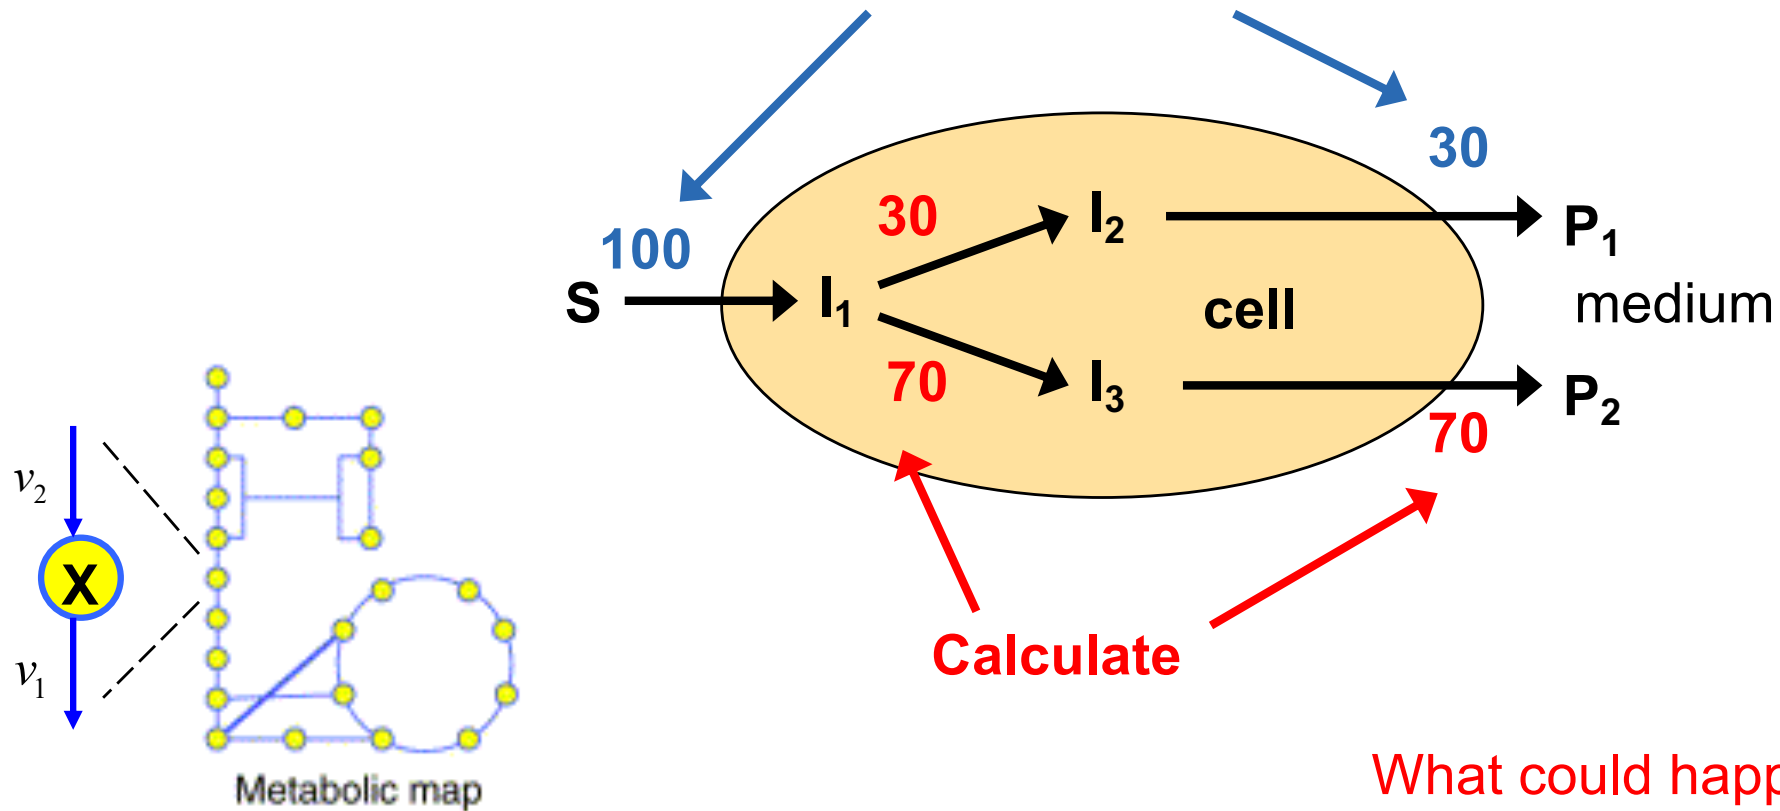 30
30
I₂
P₁
100
S
I₁
cell
medium
70
I₃
P₂
70
v₂
X
v₁
Calculate
Metabolic map
What could